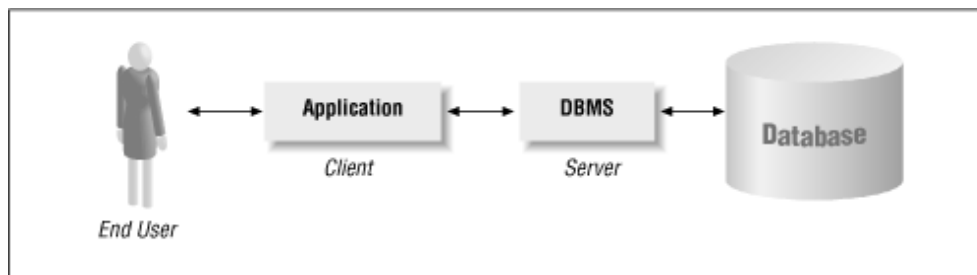 Application
DBMS
Database
Client
Server
End User